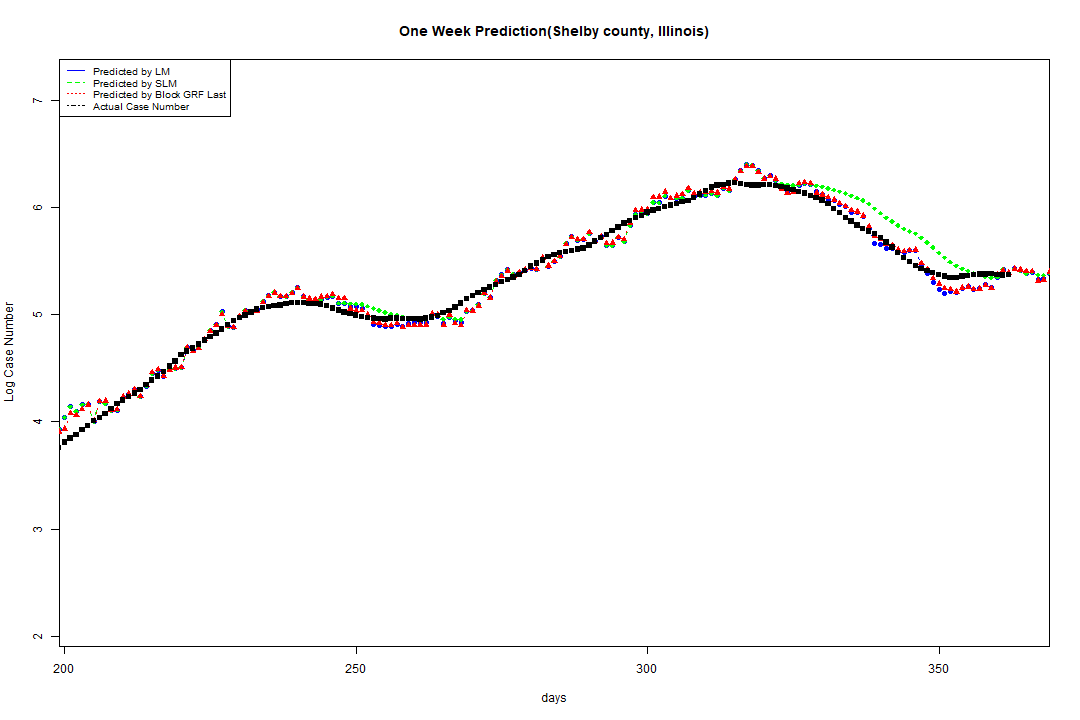 One Week Prediction(Shelby county, Illinois)
Predicted by LM
Predicted by SLM
Predicted by Block GRF Last
Actual Case Number
7
6
5
4
3
2
Log Case Number
200 250 300 350
days